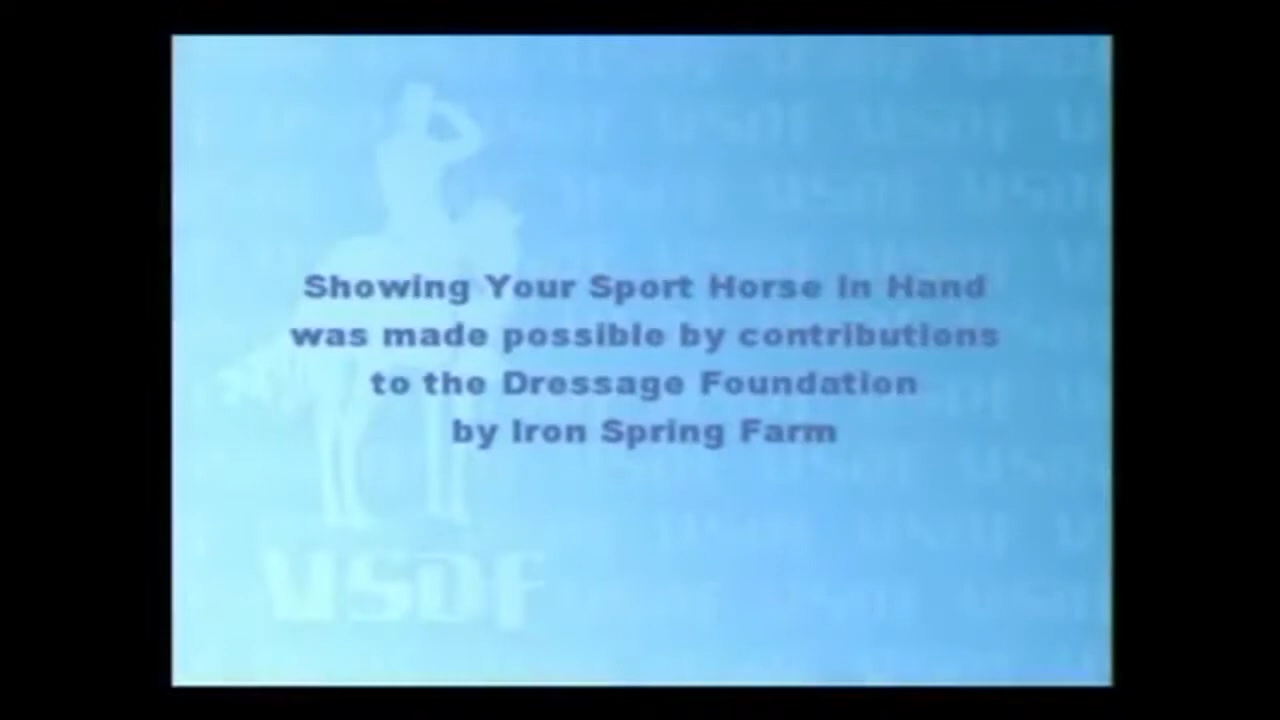 Showing Your Sport Horse In Hand
was made possible by contributions
to the Dressage Foundation
by Iron Spring Farm
USDF